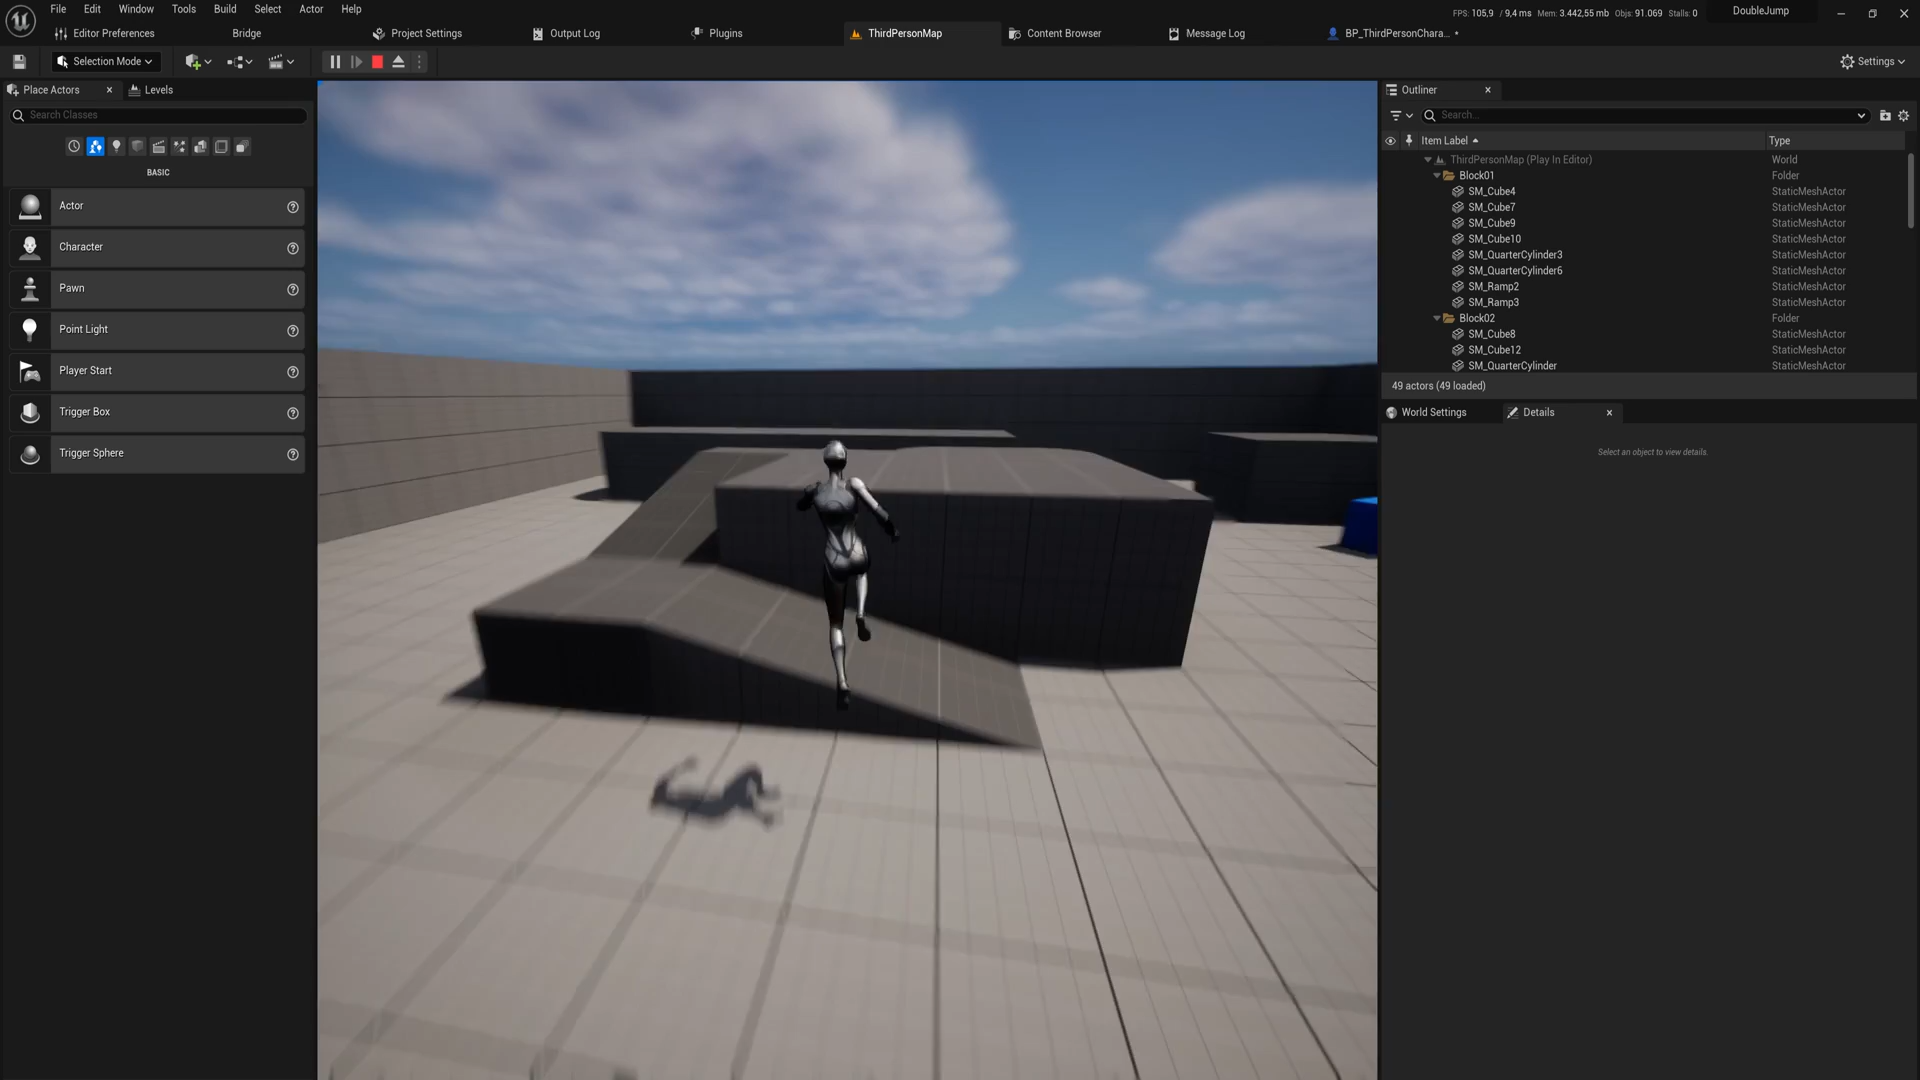 File Edit Window Tools Build Select Actor Help
FPS: 105,9 / 9,4 ms Mem: 3.442,55 mb Objs: 91.069 Stalls: 0
DoubleJump
Editor Preferences
Bridge
Project Settings
Output Log
Plugins
ThirdPersonMap
Content Browser
Message Log
BP_ThirdPersonChara... •
Selection Mode
Settings
Place Actors
Levels
Search Classes
BASIC
Actor
Character
Pawn
Point Light
Player Start
Trigger Box
Trigger Sphere
Outliner
Search...
Item Label Type
ThirdPersonMap (Play In Editor) World
Block01 Folder
SM_Cube4 StaticMeshActor
SM_Cube7 StaticMeshActor
SM_Cube9 StaticMeshActor
SM_Cube10 StaticMeshActor
SM_QuarterCylinder3 StaticMeshActor
SM_QuarterCylinder6 StaticMeshActor
SM_Ramp2 StaticMeshActor
SM_Ramp3 StaticMeshActor
Block02 Folder
SM_Cube8 StaticMeshActor
SM_Cube12 StaticMeshActor
SM_QuarterCylinder StaticMeshActor
49 actors (49 loaded)
World Settings
Details
Select an object to view details.